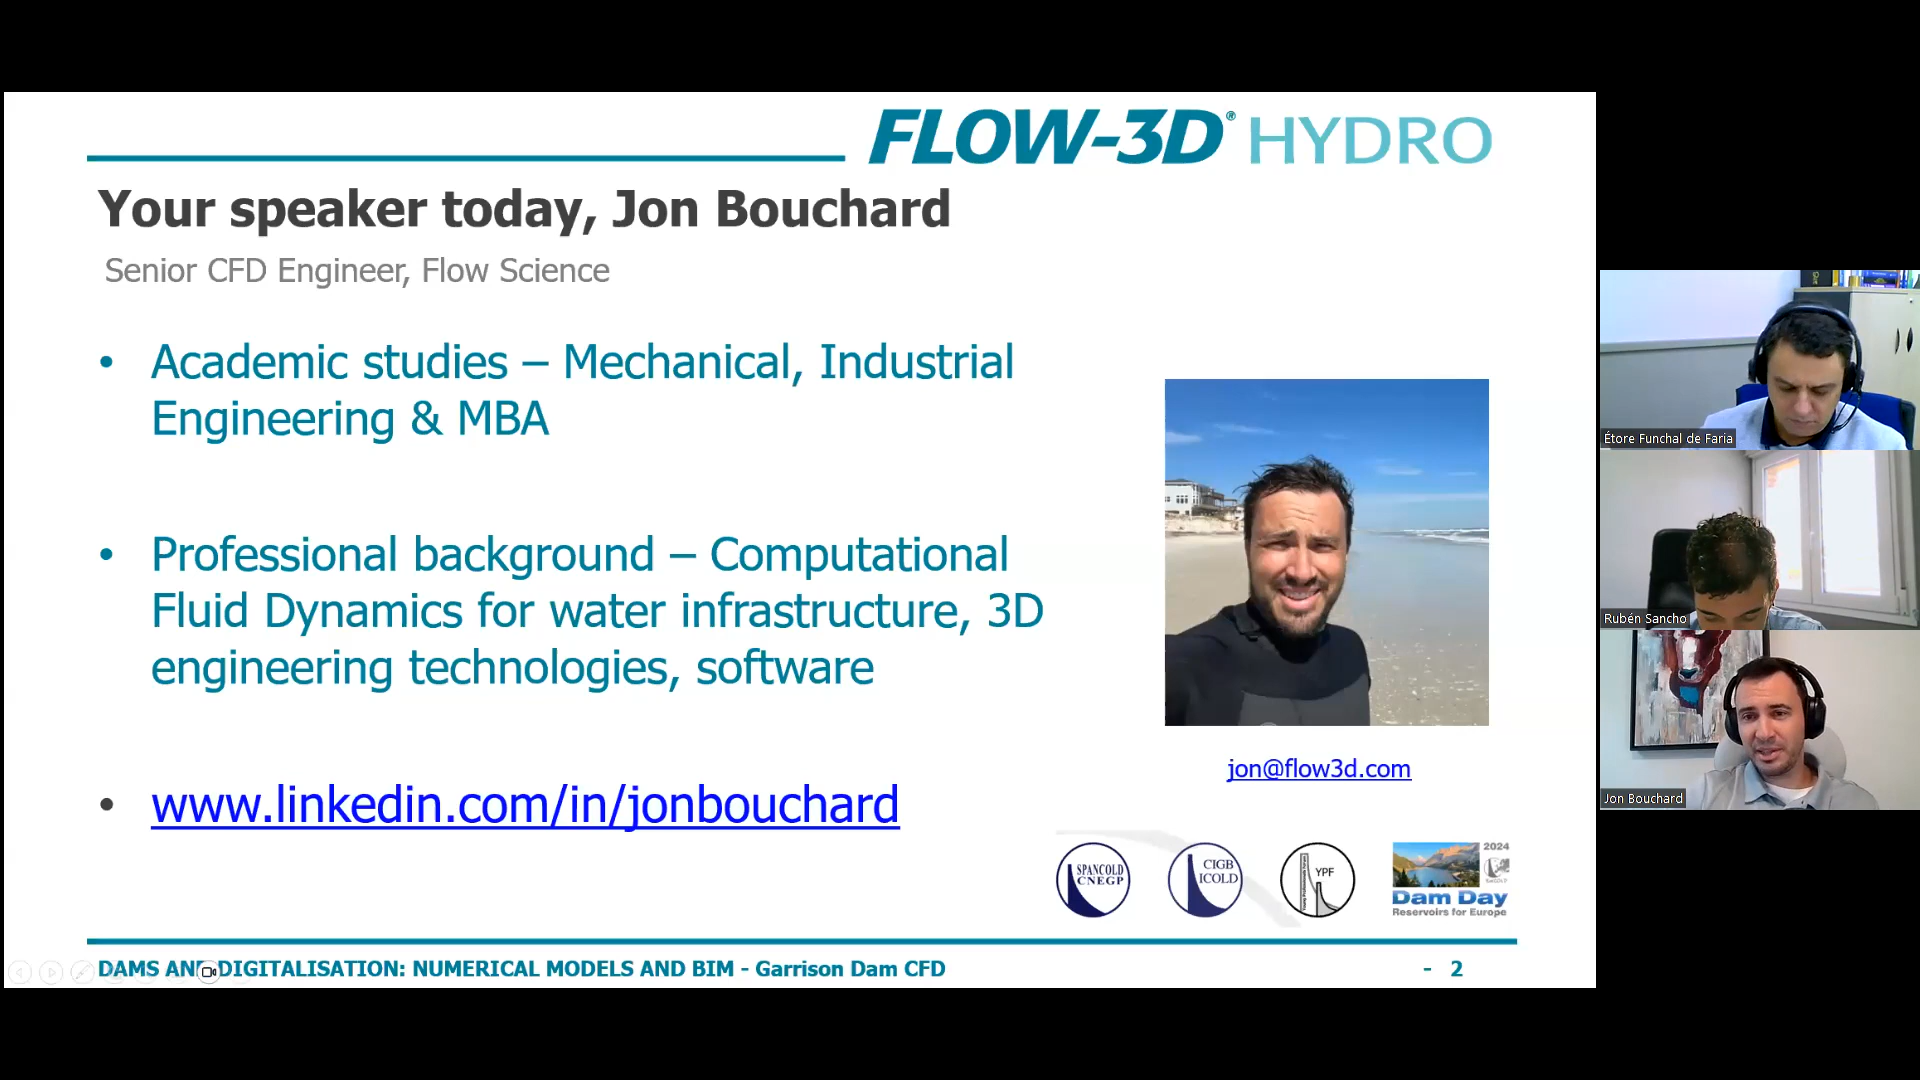 FLOW-3D® HYDRO
Your speaker today, Jon Bouchard
Senior CFD Engineer, Flow Science
• Academic studies – Mechanical, Industrial
Engineering & MBA
• Professional background – Computational
Fluid Dynamics for water infrastructure, 3D
engineering technologies, software
• www.linkedin.com/in/jonbouchard
jon@flow3d.com
SPANCOLD
CNEGP
CIGB
ICOLD
YPF
2024
Dam Day
Reservoirs for Europe
DAMS AND DIGITALISATION: NUMERICAL MODELS AND BIM - Garrison Dam CFD
- 2
Étore Funchal de Faria
Rubén Sancho
Jon Bouchard